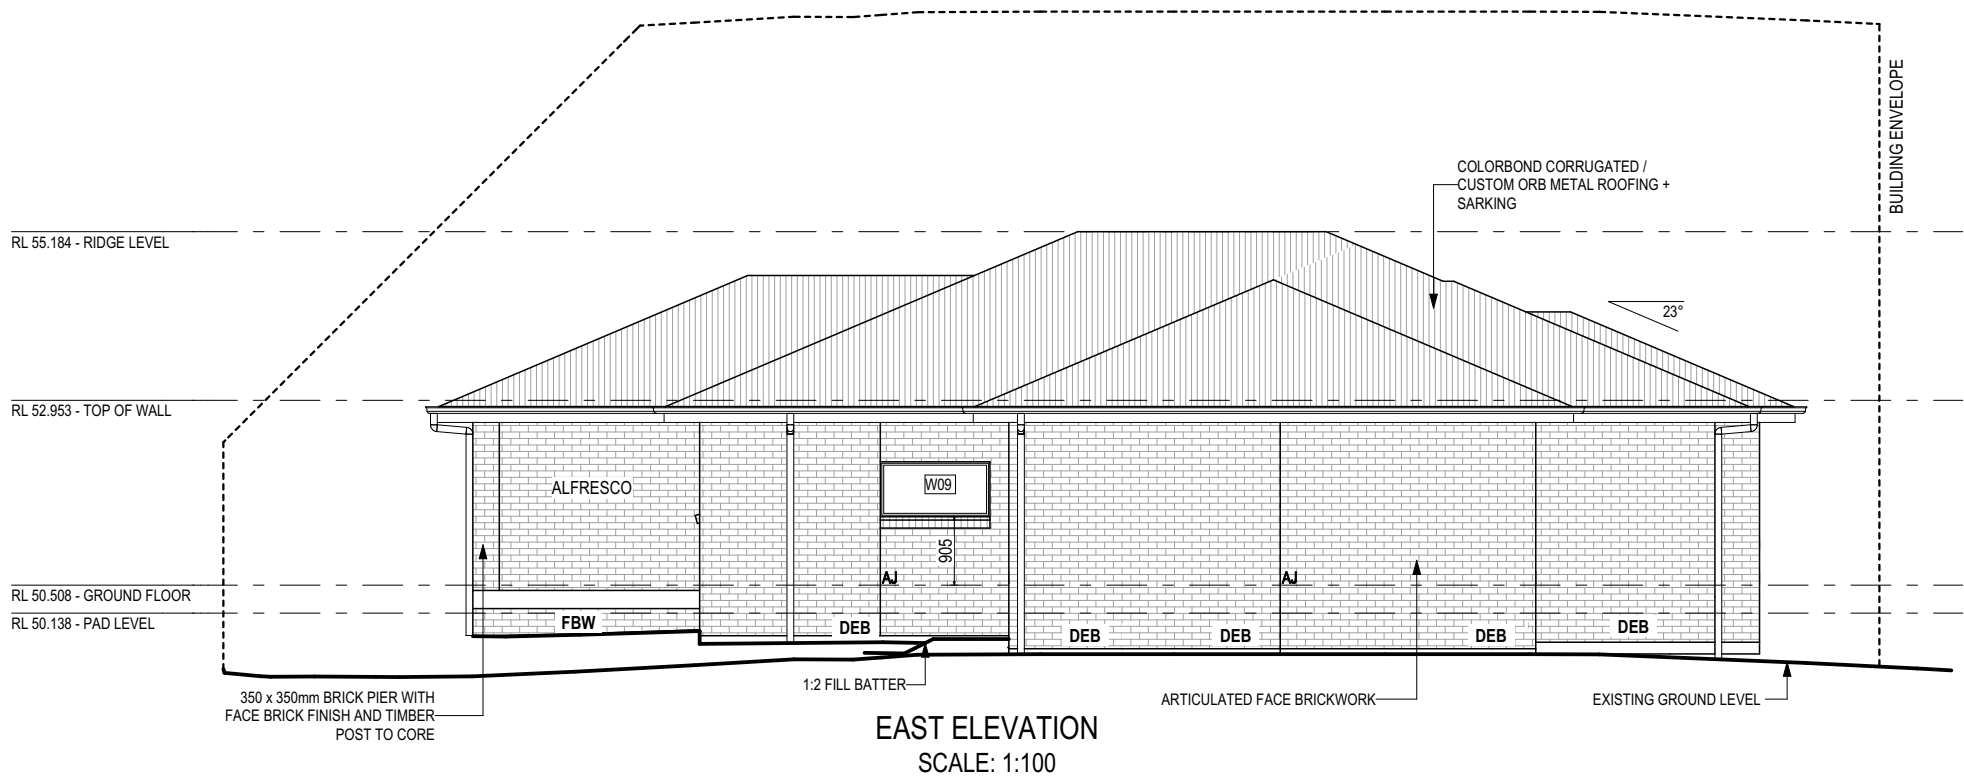 BUILDING ENVELOPE
COLORBOND CORRUGATED /
CUSTOM ORB METAL ROOFING +
SARKING
RL 55.184 - RIDGE LEVEL
23°
RL 52.953 - TOP OF WALL
ALFRESCO
W09
905
AJ
AJ
RL 50.508 - GROUND FLOOR
RL 50.138 - PAD LEVEL
FBW
DEB
DEB
DEB
DEB
DEB
1:2 FILL BATTER
350 x 350mm BRICK PIER WITH
FACE BRICK FINISH AND TIMBER
POST TO CORE
ARTICULATED FACE BRICKWORK
EXISTING GROUND LEVEL
EAST ELEVATION
SCALE: 1:100